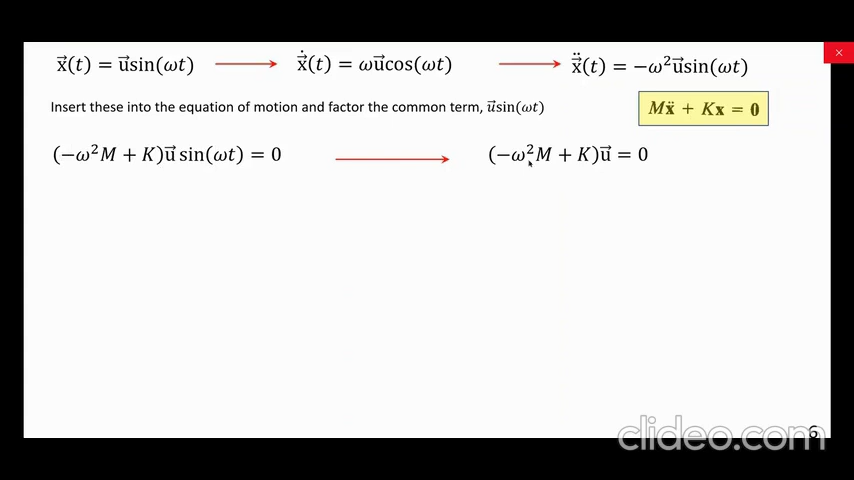 x⃗(t) = u⃗sin(ωt) ẋ⃗(t) = ωu⃗cos(ωt) ẍ⃗(t) = −ω²u⃗sin(ωt)
Insert these into the equation of motion and factor the common term, u⃗sin(ωt)
Mẍ + Kx = 0
(−ω²M + K)u⃗ sin(ωt) = 0 (−ω²M + K)u⃗ = 0
6
clideo.com